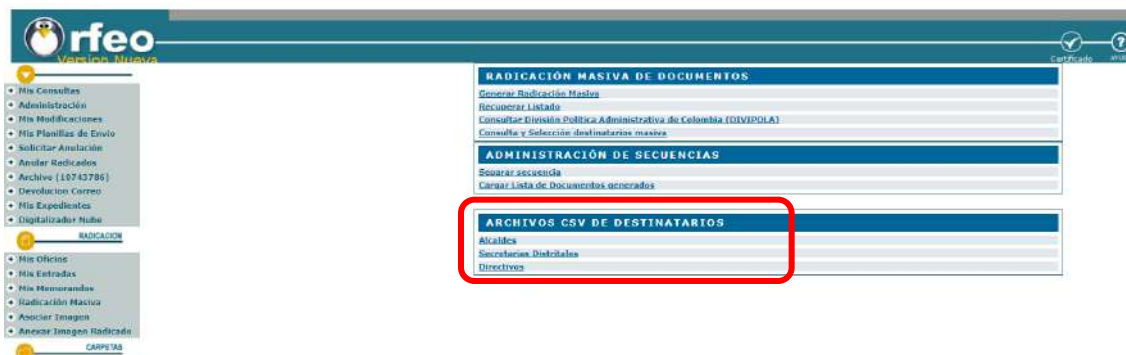 rfeo
Version Nueva
Certificado
• Mis Consultas
• Administración
• Mis Modificaciones
• Mis Planillas de Envio
• Solicitar Anulación
• Anular Radicados
• Archivo (10743786)
• Devolucion Correo
• Mis Expedientes
• Digitalizador Nube
RADICACION
• Mis Oficios
• Mis Entradas
• Mis Memorandos
• Radicación Masiva
• Asociar Imagen
• Anexar Imagen Radicado
CARPETAS
RADICACIÓN MASIVA DE DOCUMENTOS
Generar Radicación Masiva
Recuperar Listado
Consultar División Política Administrativa de Colombia (DIVIPOLA)
Consulta y Selección destinatarios masiva
ADMINISTRACIÓN DE SECUENCIAS
Separar secuencia
Cargar Lista de Documentos generados
ARCHIVOS CSV DE DESTINATARIOS
Alcaldes
Secretarias Distritales
Directivos